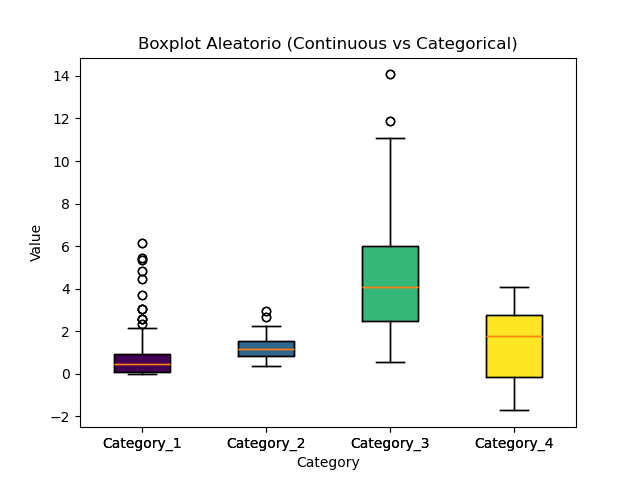 Boxplot Aleatorio (Continuous vs Categorical)
Value
14
12
10
8
6
4
2
0
−2
Category_1 Category_2 Category_3 Category_4
Category